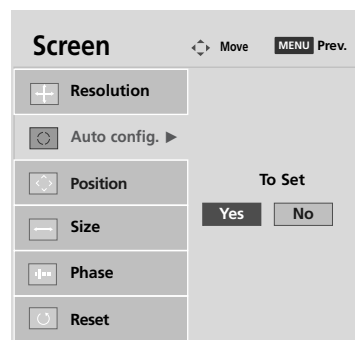 Screen Move MENU Prev.
Resolution
Auto config. ▶
Position
Size
Phase
Reset
To Set
Yes No